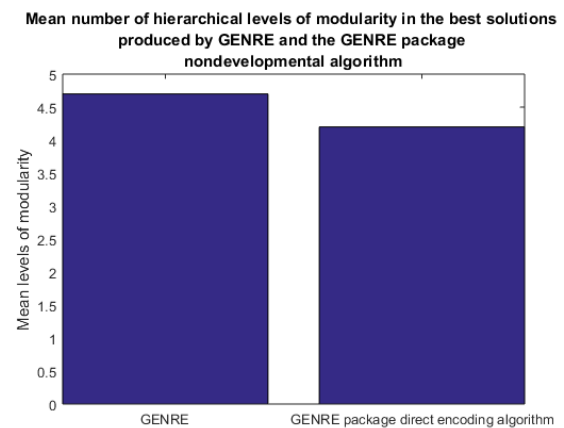 Mean number of hierarchical levels of modularity in the best solutions
produced by GENRE and the GENRE package
nondevelopmental algorithm
5
4.5
4
3.5
3
2.5
2
1.5
1
0.5
0
Mean levels of modularity
GENRE
GENRE package direct encoding algorithm